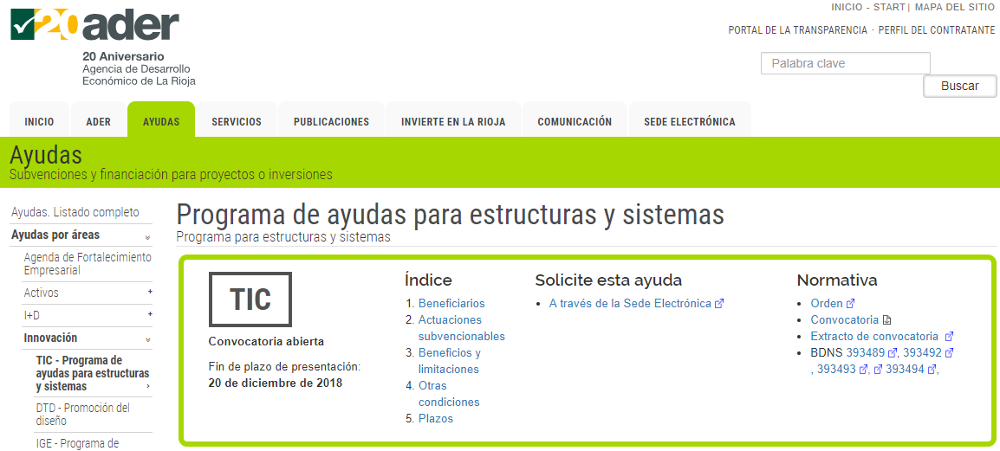 INICIO - START | MAPA DEL SITIO
PORTAL DE LA TRANSPARENCIA · PERFIL DEL CONTRATANTE
20 ader
20 Aniversario
Agencia de Desarrollo
Económico de La Rioja
Palabra clave
Buscar
INICIO ADER AYUDAS SERVICIOS PUBLICACIONES INVIERTE EN LA RIOJA COMUNICACIÓN SEDE ELECTRÓNICA
Ayudas
Subvenciones y financiación para proyectos o inversiones
Ayudas. Listado completo
Ayudas por áreas
Agenda de Fortalecimiento
Empresarial
Activos +
I+D +
Innovación
TIC - Programa de
ayudas para estructuras
y sistemas ›
DTD - Promoción del
diseño
IGE - Programa de
Programa de ayudas para estructuras y sistemas
Programa para estructuras y sistemas
TIC
Convocatoria abierta
Fin de plazo de presentación:
20 de diciembre de 2018
Índice
1. Beneficiarios
2. Actuaciones
subvencionables
3. Beneficios y
limitaciones
4. Otras
condiciones
5. Plazos
Solicite esta ayuda
• A través de la Sede Electrónica
Normativa
• Orden
• Convocatoria
• Extracto de convocatoria
• BDNS 393489 , 393492
, 393493 , 393494 ,